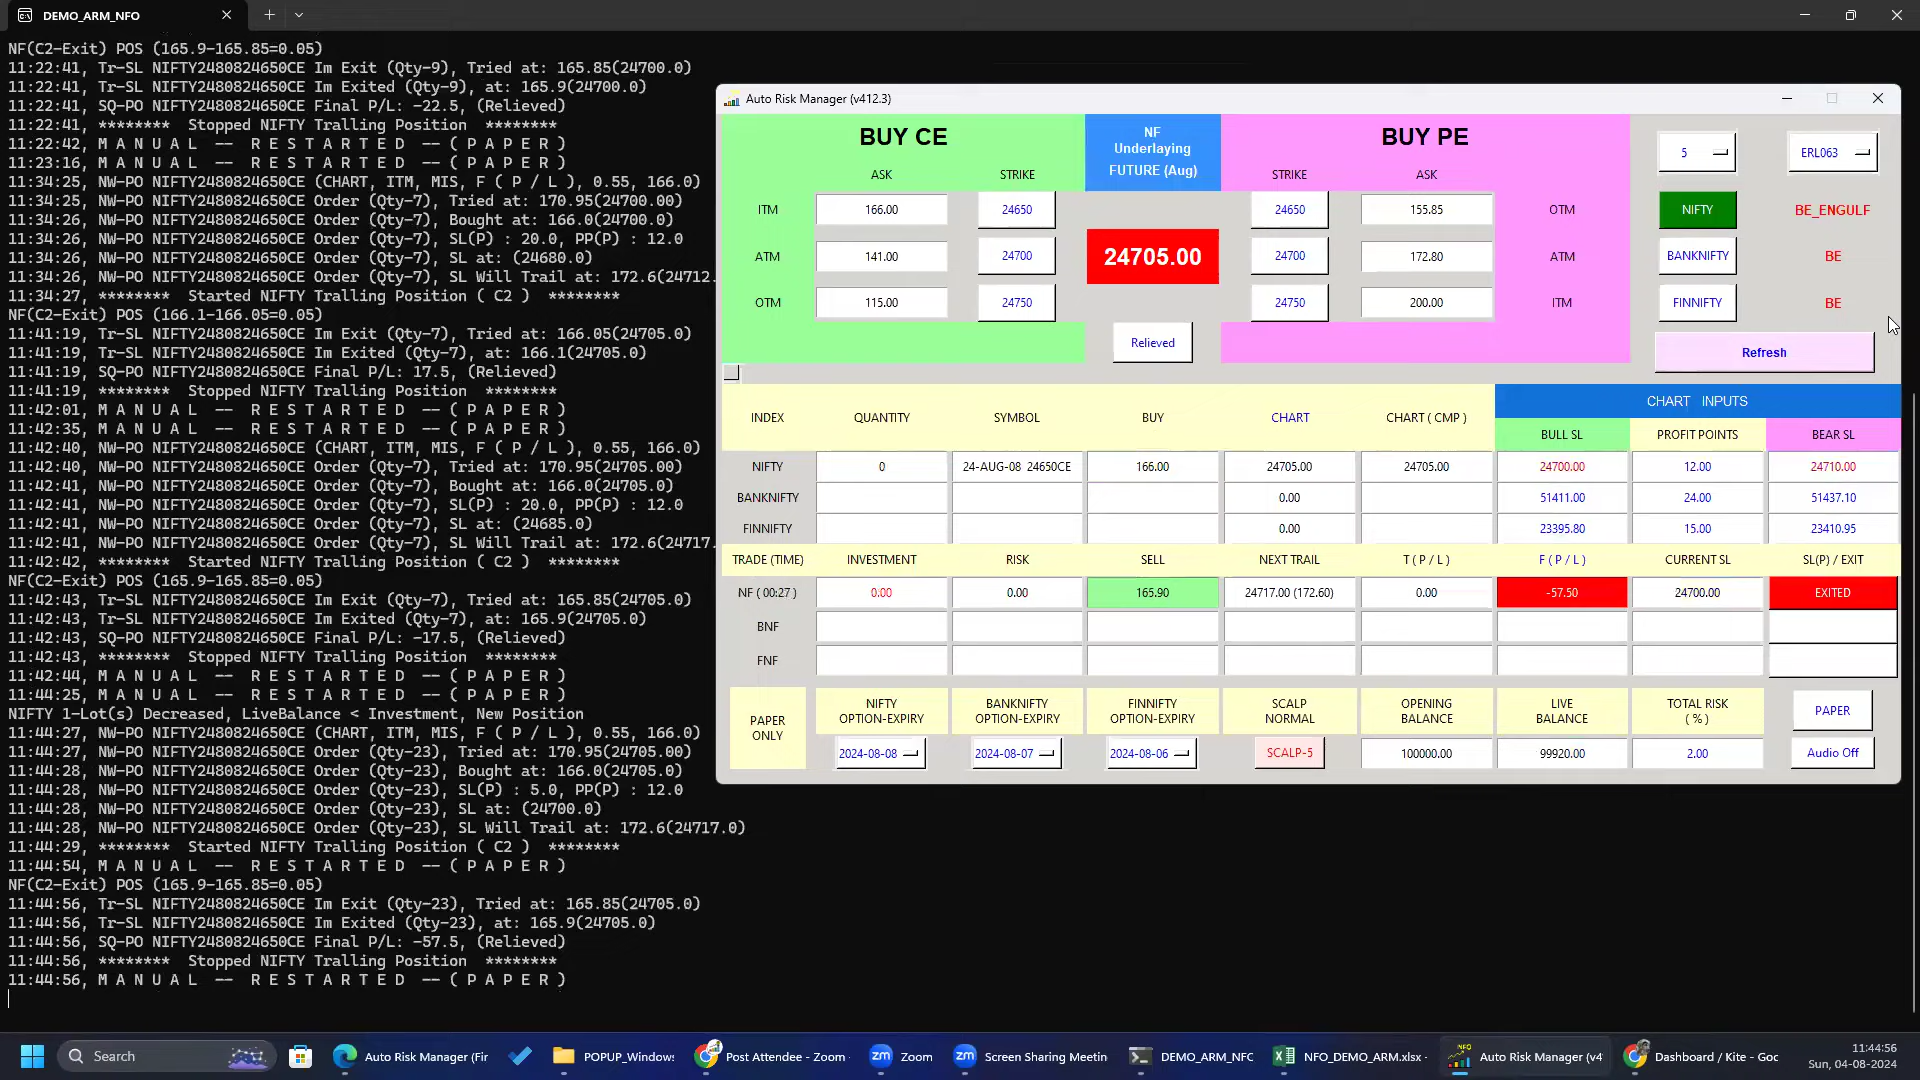 DEMO_ARM_NFO
NF(C2-Exit) POS (165.9-165.85=0.05)
11:22:41, Tr-SL NIFTY2480824650CE Im Exit (Qty-9), Tried at: 165.85(24700.0)
11:22:41, Tr-SL NIFTY2480824650CE Im Exited (Qty-9), at: 165.9(24700.0)
11:22:41, SQ-PO NIFTY2480824650CE Final P/L: -22.5, (Relieved)
11:22:41, ******** Stopped NIFTY Tralling Position ********
11:22:42, M A N U A L -- R E S T A R T E D -- ( P A P E R )
11:23:16, M A N U A L -- R E S T A R T E D -- ( P A P E R )
11:34:25, NW-PO NIFTY2480824650CE (CHART, ITM, MIS, F ( P / L ), 0.55, 166.0)
11:34:25, NW-PO NIFTY2480824650CE Order (Qty-7), Tried at: 170.95(24700.00)
11:34:26, NW-PO NIFTY2480824650CE Order (Qty-7), Bought at: 166.0(24700.0)
11:34:26, NW-PO NIFTY2480824650CE Order (Qty-7), SL(P) : 20.0, PP(P) : 12.0
11:34:26, NW-PO NIFTY2480824650CE Order (Qty-7), SL at: (24680.0)
11:34:26, NW-PO NIFTY2480824650CE Order (Qty-7), SL Will Trail at: 172.6(24712.
11:34:27, ******** Started NIFTY Tralling Position ( C2 ) ********
NF(C2-Exit) POS (166.1-166.05=0.05)
11:41:19, Tr-SL NIFTY2480824650CE Im Exit (Qty-7), Tried at: 166.05(24705.0)
11:41:19, Tr-SL NIFTY2480824650CE Im Exited (Qty-7), at: 166.1(24705.0)
11:41:19, SQ-PO NIFTY2480824650CE Final P/L: 17.5, (Relieved)
11:41:19, ******** Stopped NIFTY Tralling Position ********
11:42:01, M A N U A L -- R E S T A R T E D -- ( P A P E R )
11:42:35, M A N U A L -- R E S T A R T E D -- ( P A P E R )
11:42:40, NW-PO NIFTY2480824650CE (CHART, ITM, MIS, F ( P / L ), 0.55, 166.0)
11:42:40, NW-PO NIFTY2480824650CE Order (Qty-7), Tried at: 170.95(24705.00)
11:42:41, NW-PO NIFTY2480824650CE Order (Qty-7), Bought at: 166.0(24705.0)
11:42:41, NW-PO NIFTY2480824650CE Order (Qty-7), SL(P) : 20.0, PP(P) : 12.0
11:42:41, NW-PO NIFTY2480824650CE Order (Qty-7), SL at: (24685.0)
11:42:41, NW-PO NIFTY2480824650CE Order (Qty-7), SL Will Trail at: 172.6(24717.
11:42:42, ******** Started NIFTY Tralling Position ( C2 ) ********
NF(C2-Exit) POS (165.9-165.85=0.05)
11:42:43, Tr-SL NIFTY2480824650CE Im Exit (Qty-7), Tried at: 165.85(24705.0)
11:42:43, Tr-SL NIFTY2480824650CE Im Exited (Qty-7), at: 165.9(24705.0)
11:42:43, SQ-PO NIFTY2480824650CE Final P/L: -17.5, (Relieved)
11:42:43, ******** Stopped NIFTY Tralling Position ********
11:42:44, M A N U A L -- R E S T A R T E D -- ( P A P E R )
11:44:25, M A N U A L -- R E S T A R T E D -- ( P A P E R )
NIFTY 1-Lot(s) Decreased, LiveBalance < Investment, New Position
11:44:27, NW-PO NIFTY2480824650CE (CHART, ITM, MIS, F ( P / L ), 0.55, 166.0)
11:44:27, NW-PO NIFTY2480824650CE Order (Qty-23), Tried at: 170.95(24705.00)
11:44:28, NW-PO NIFTY2480824650CE Order (Qty-23), Bought at: 166.0(24705.0)
11:44:28, NW-PO NIFTY2480824650CE Order (Qty-23), SL(P) : 5.0, PP(P) : 12.0
11:44:28, NW-PO NIFTY2480824650CE Order (Qty-23), SL at: (24700.0)
11:44:28, NW-PO NIFTY2480824650CE Order (Qty-23), SL Will Trail at: 172.6(24717.0)
11:44:29, ******** Started NIFTY Tralling Position ( C2 ) ********
11:44:54, M A N U A L -- R E S T A R T E D -- ( P A P E R )
NF(C2-Exit) POS (165.9-165.85=0.05)
11:44:56, Tr-SL NIFTY2480824650CE Im Exit (Qty-23), Tried at: 165.85(24705.0)
11:44:56, Tr-SL NIFTY2480824650CE Im Exited (Qty-23), at: 165.9(24705.0)
11:44:56, SQ-PO NIFTY2480824650CE Final P/L: -57.5, (Relieved)
11:44:56, ******** Stopped NIFTY Tralling Position ********
11:44:56, M A N U A L -- R E S T A R T E D -- ( P A P E R )
Auto Risk Manager (v412.3)
BUY CE
NF
Underlaying
FUTURE (Aug)
BUY PE
5
ERL063
ASK STRIKE STRIKE ASK
ITM 166.00 24650 24650 155.85 OTM NIFTY BE_ENGULF
ATM 141.00 24700 24705.00 24700 172.80 ATM BANKNIFTY BE
OTM 115.00 24750 24750 200.00 ITM FINNIFTY BE
Relieved Refresh
CHART INPUTS
INDEX QUANTITY SYMBOL BUY CHART CHART ( CMP )
BULL SL PROFIT POINTS BEAR SL
NIFTY 0 24-AUG-08 24650CE 166.00 24705.00 24705.00 24700.00 12.00 24710.00
BANKNIFTY 0.00 51411.00 24.00 51437.10
FINNIFTY 0.00 23395.80 15.00 23410.95
TRADE (TIME) INVESTMENT RISK SELL NEXT TRAIL T ( P / L ) F ( P / L ) CURRENT SL SL(P) / EXIT
NF ( 00:27 ) 0.00 0.00 165.90 24717.00 (172.60) 0.00 -57.50 24700.00 EXITED
BNF
FNF
PAPER
ONLY
NIFTY
OPTION-EXPIRY
BANKNIFTY
OPTION-EXPIRY
FINNIFTY
OPTION-EXPIRY
SCALP
NORMAL
OPENING
BALANCE
LIVE
BALANCE
TOTAL RISK
( % )
PAPER
2024-08-08 2024-08-07 2024-08-06 SCALP-5 100000.00 99920.00 2.00 Audio Off
Search
Auto Risk Manager (Fir
POPUP_Windows
Post Attendee - Zoom
Zoom
Screen Sharing Meetin
DEMO_ARM_NFC
NFO_DEMO_ARM.xlsx -
Auto Risk Manager (v4
Dashboard / Kite - Goc
11:44:56
Sun, 04-08-2024